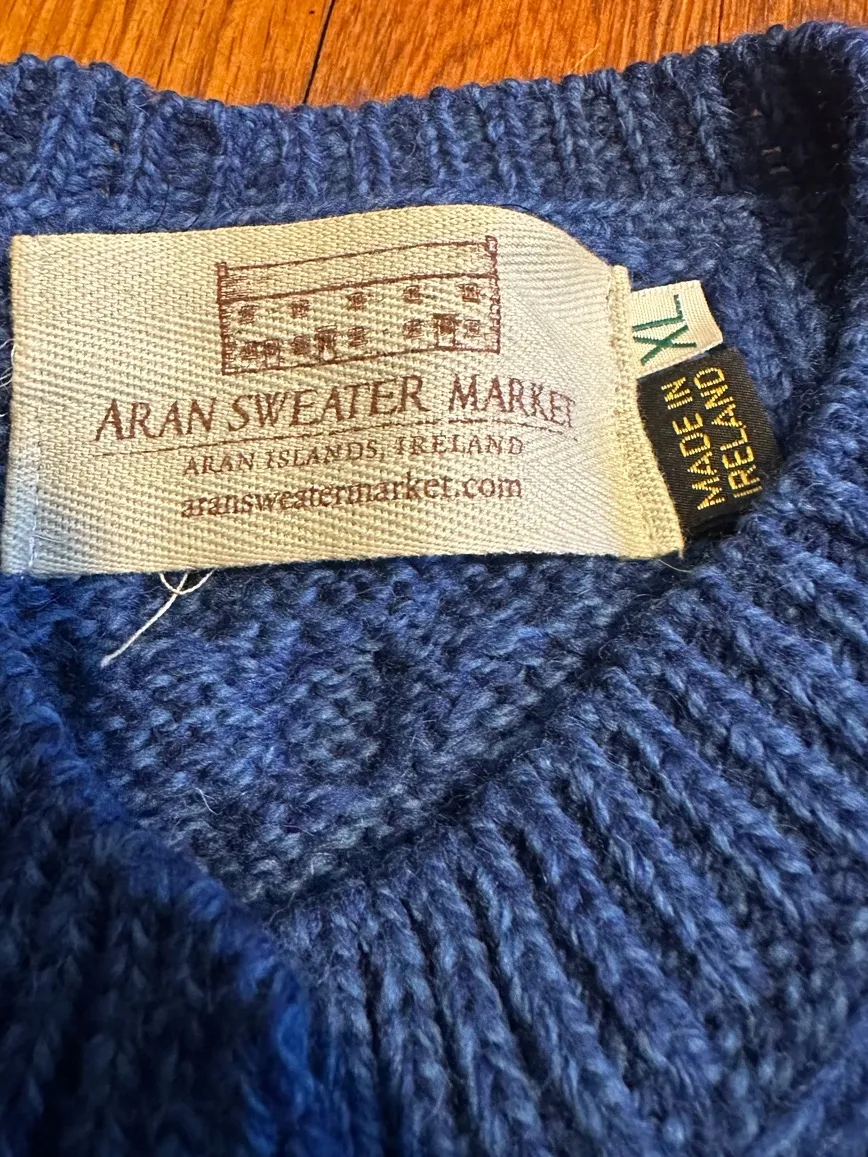 ARAN SWEATER MARKET
ARAN ISLANDS, IRELAND
aransweatermarket.com
XL
MADE IN
IRELAND